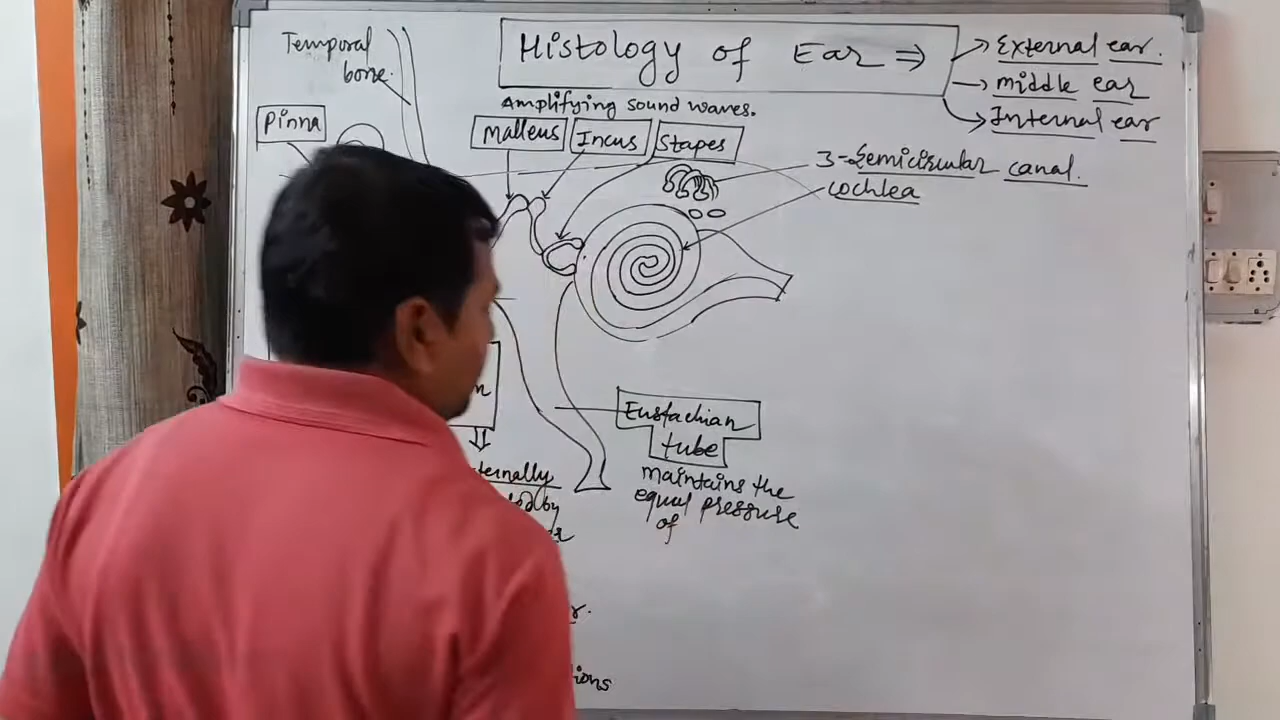 Temporal
bone.
Histology of Ear ⇒
→ External ear.
→ middle ear
→ Internal ear
Amplifying sound waves.
Pinna
Malleus
Incus
Stapes
3-Semicircular canal.
cochlea
Eustachian
tube
maintains the
equal pressure
of
by